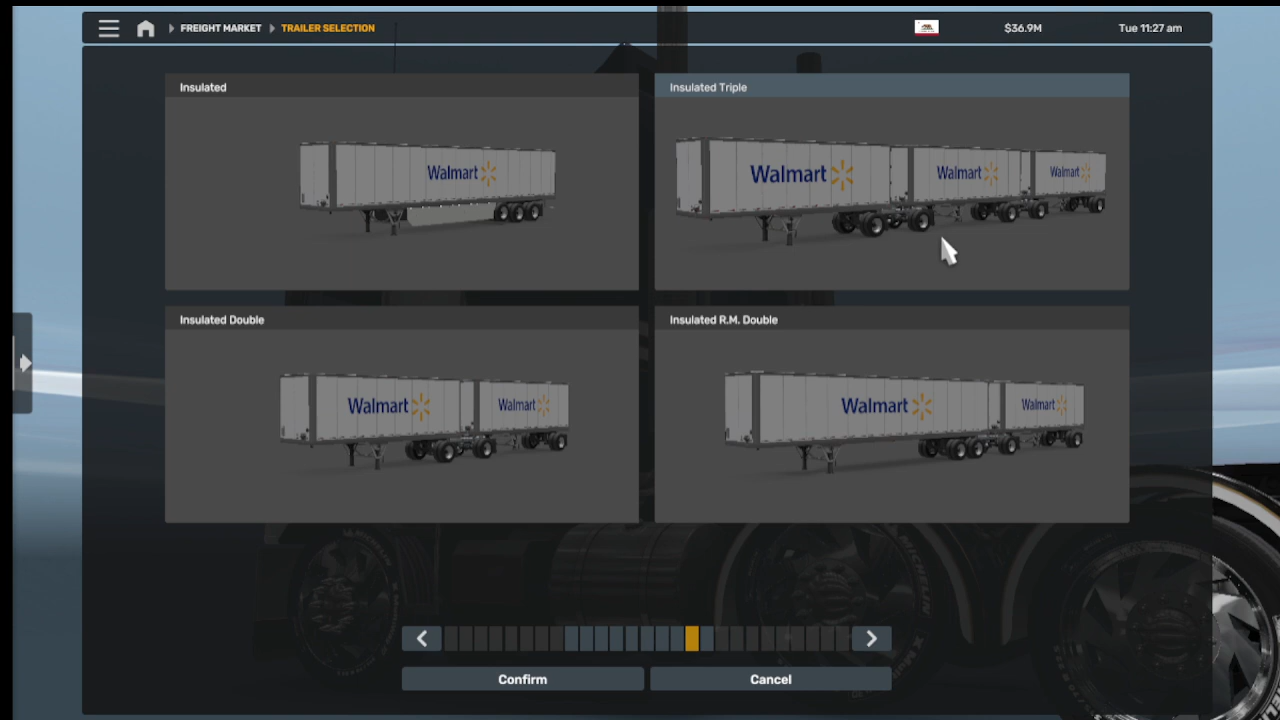 FREIGHT MARKET TRAILER SELECTION $36.9M Tue 11:27 am
Insulated
Insulated Triple
Walmart
Walmart Walmart Walmart
Insulated Double
Insulated R.M. Double
Walmart Walmart
Walmart Walmart
MICHELIN
Confirm
Cancel